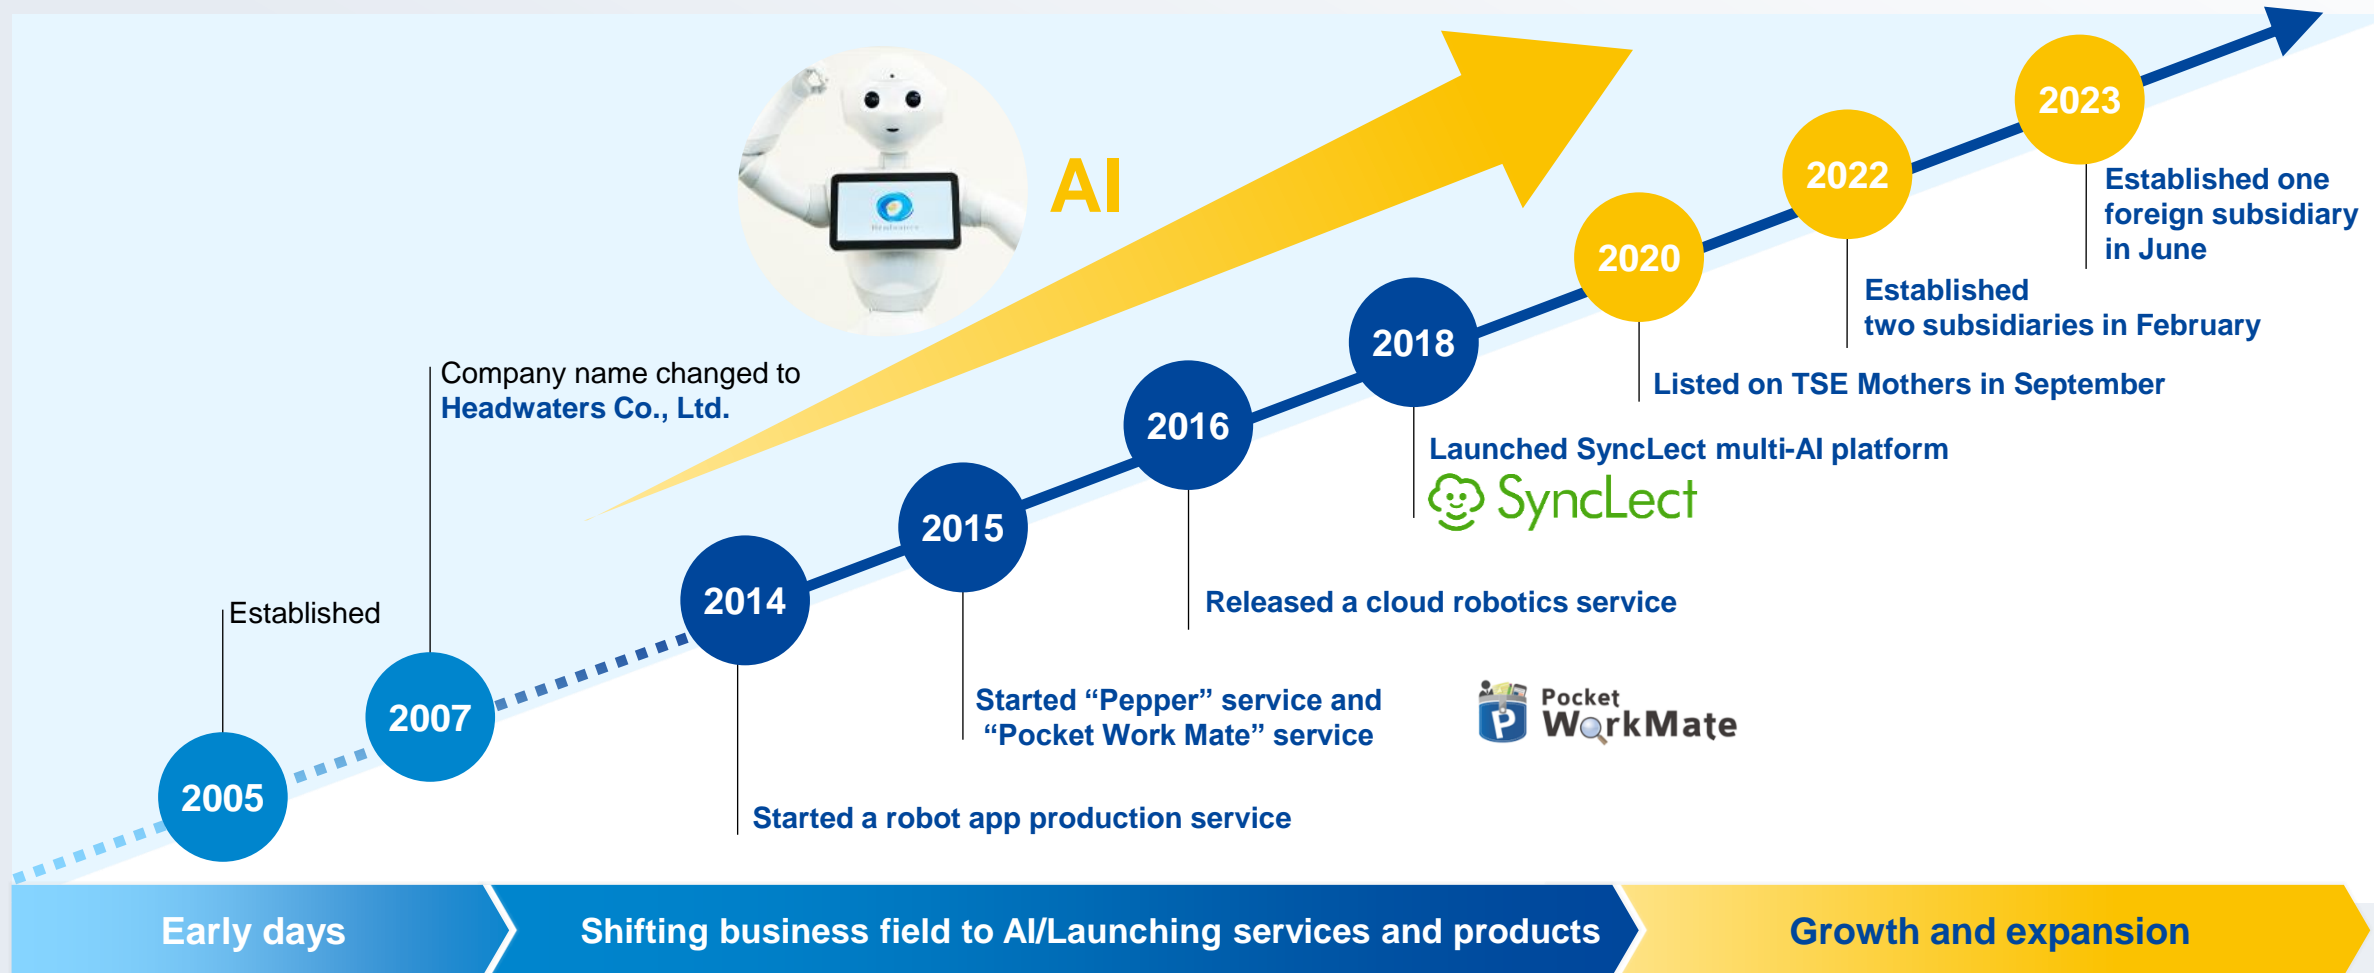 AI
2023
Established one
foreign subsidiary
in June
2022
Established
two subsidiaries in February
2020
Listed on TSE Mothers in September
2018
Launched SyncLect multi-AI platform
SyncLect
2016
Released a cloud robotics service
Company name changed to
Headwaters Co., Ltd.
2015
Started “Pepper” service and
“Pocket Work Mate” service
Pocket
WorkMate
2014
Started a robot app production service
2007
Established
2005
Headwaters
Early days
Shifting business field to AI/Launching services and products
Growth and expansion